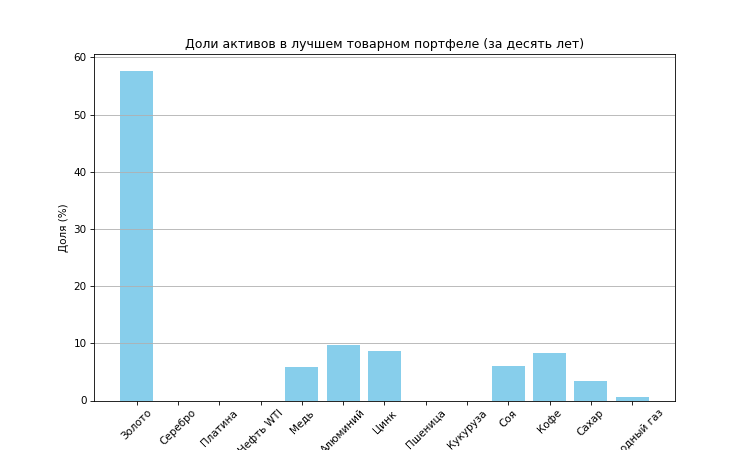 Доли активов в лучшем товарном портфеле (за десять лет)
Доля (%)
60
50
40
30
20
10
0
Золото
Серебро
Платина
Нефть WTI
Медь
Алюминий
Цинк
Пшеница
Кукуруза
Соя
Кофе
Сахар
одный газ